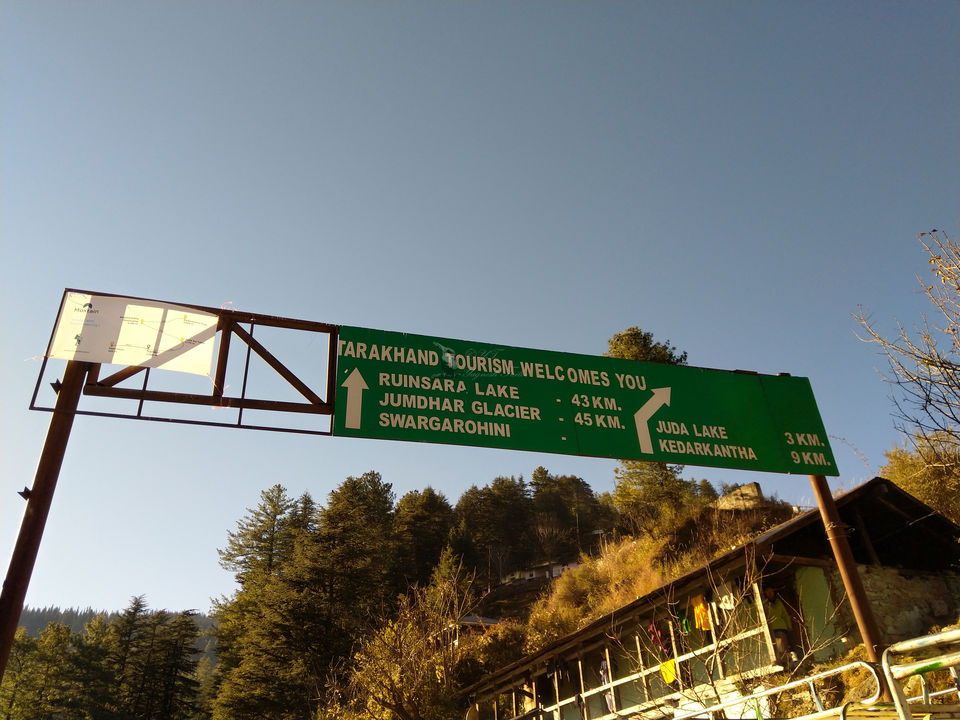 TARAKHAND TOURISM WELCOMES YOU
RUINSARA LAKE - 43 KM.
JUMDHAR GLACIER - 45 KM.
SWARGAROHINI -
JUDA LAKE 3 KM.
KEDARKANTHA 9 KM.